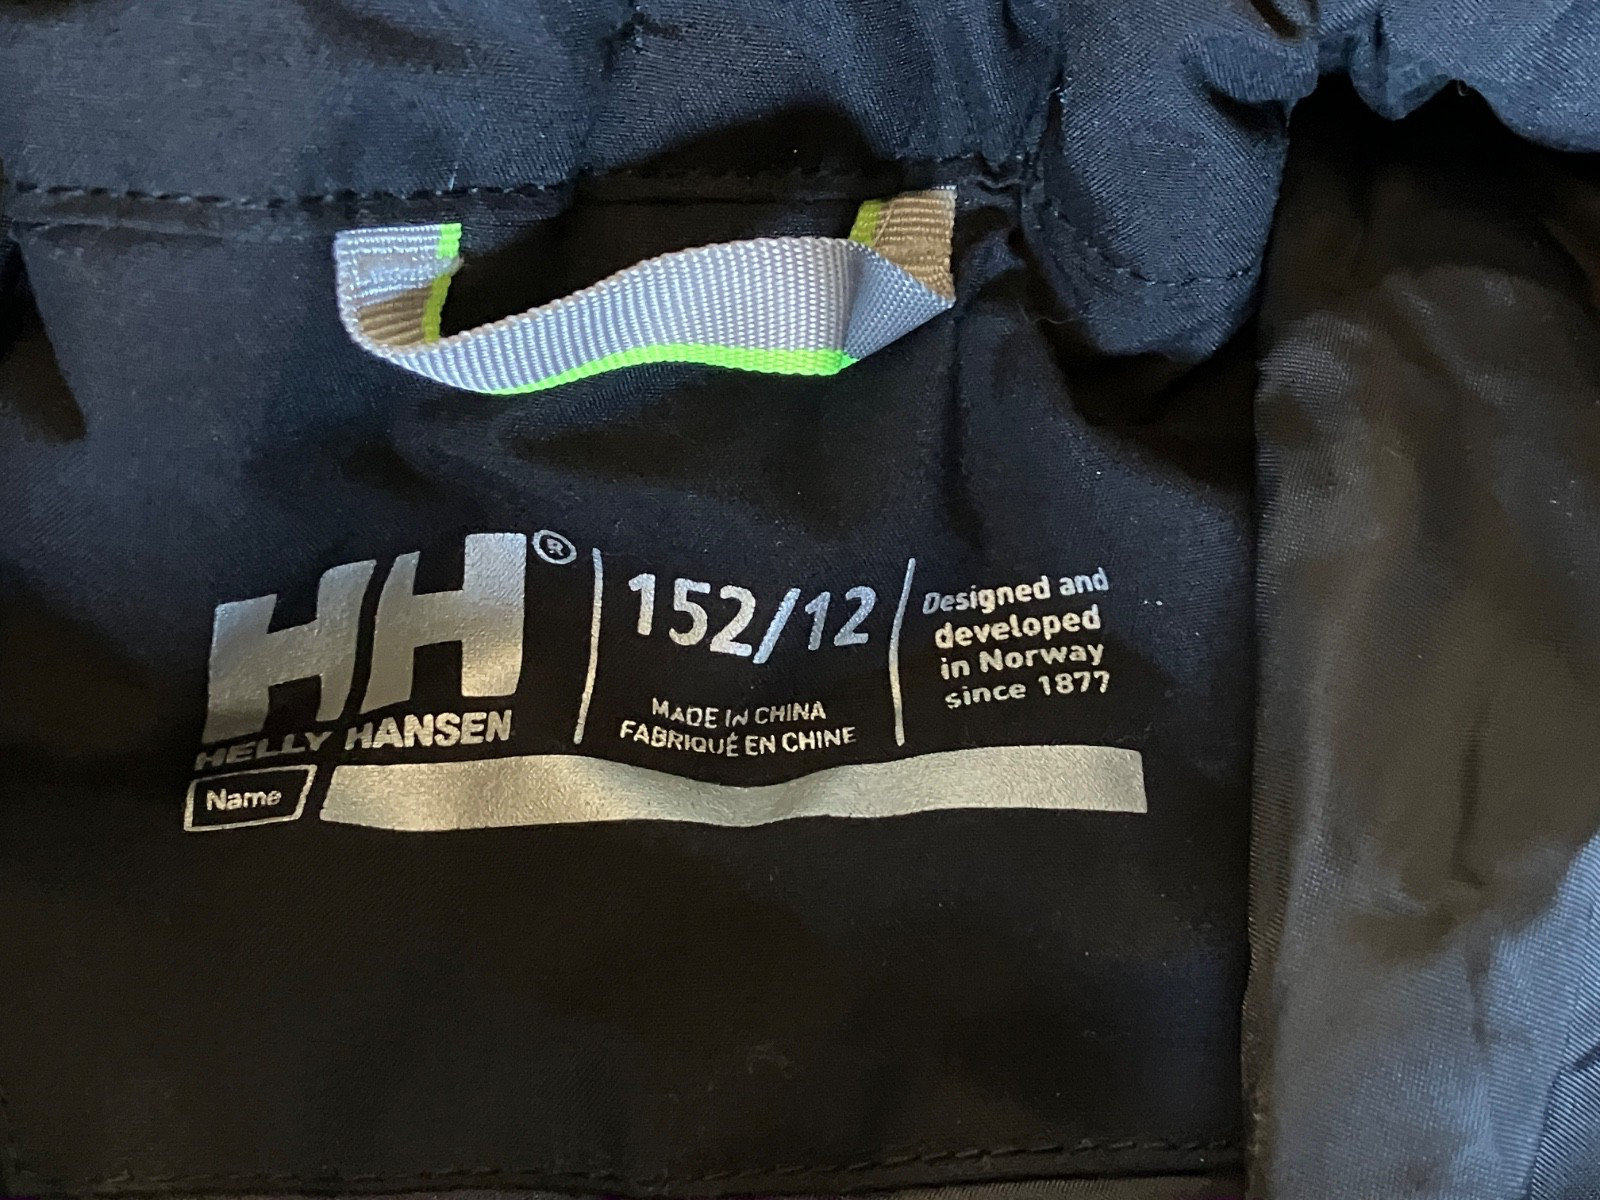 HH®
HELLY HANSEN
152/12
MADE IN CHINA
FABRIQUÉ EN CHINE
Designed and
developed
in Norway
since 1877
Name